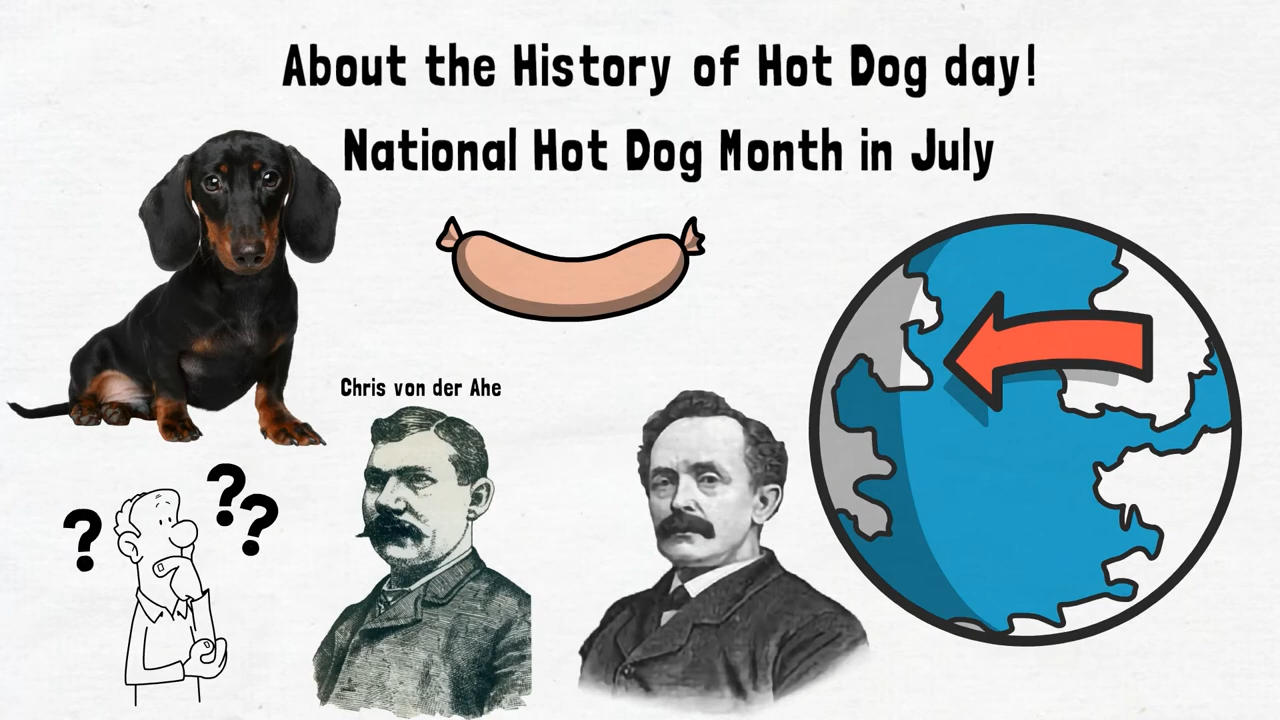 About the History of Hot Dog day!
National Hot Dog Month in July
Chris von der Ahe
? ? ?